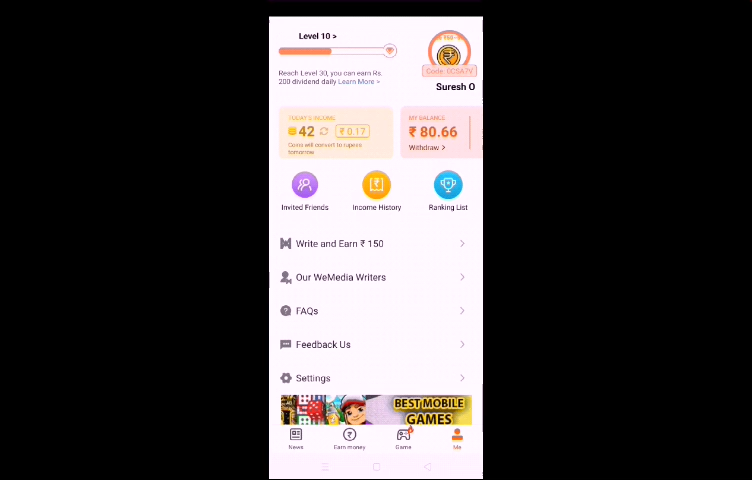 Level 10 >
Reach Level 30, you can earn Rs.
200 dividend daily Learn More >
Suresh O
TODAY'S INCOME
42
₹ 0.17
Coins will convert to rupees
tomorrow.
MY BALANCE
₹ 80.66
Withdraw >
Invited Friends
Income History
Ranking List
Write and Earn ₹ 150
Our WeMedia Writers
FAQs
Feedback Us
Settings
BEST MOBILE
GAMES
News
Earn money
Game
Me